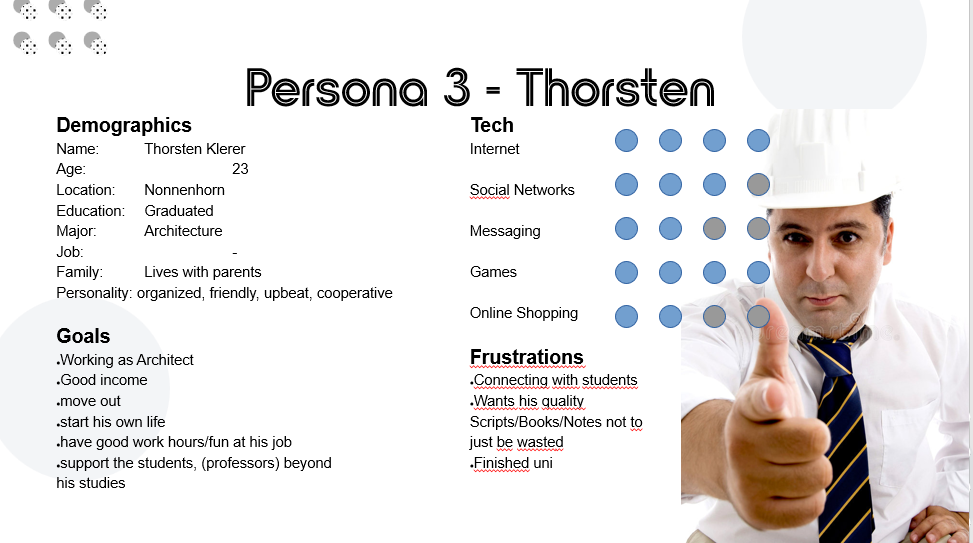 Persona 3 - Thorsten
Demographics
Name: Thorsten Klerer
Age: 23
Location: Nonnenhorn
Education: Graduated
Major: Architecture
Job: -
Family: Lives with parents
Personality: organized, friendly, upbeat, cooperative
Goals
•Working as Architect
•Good income
•move out
•start his own life
•have good work hours/fun at his job
•support the students, (professors) beyond
his studies
Tech
Internet
Social Networks
Messaging
Games
Online Shopping
Frustrations
•Connecting with students
•Wants his quality
Scripts/Books/Notes not to
just be wasted
•Finished uni